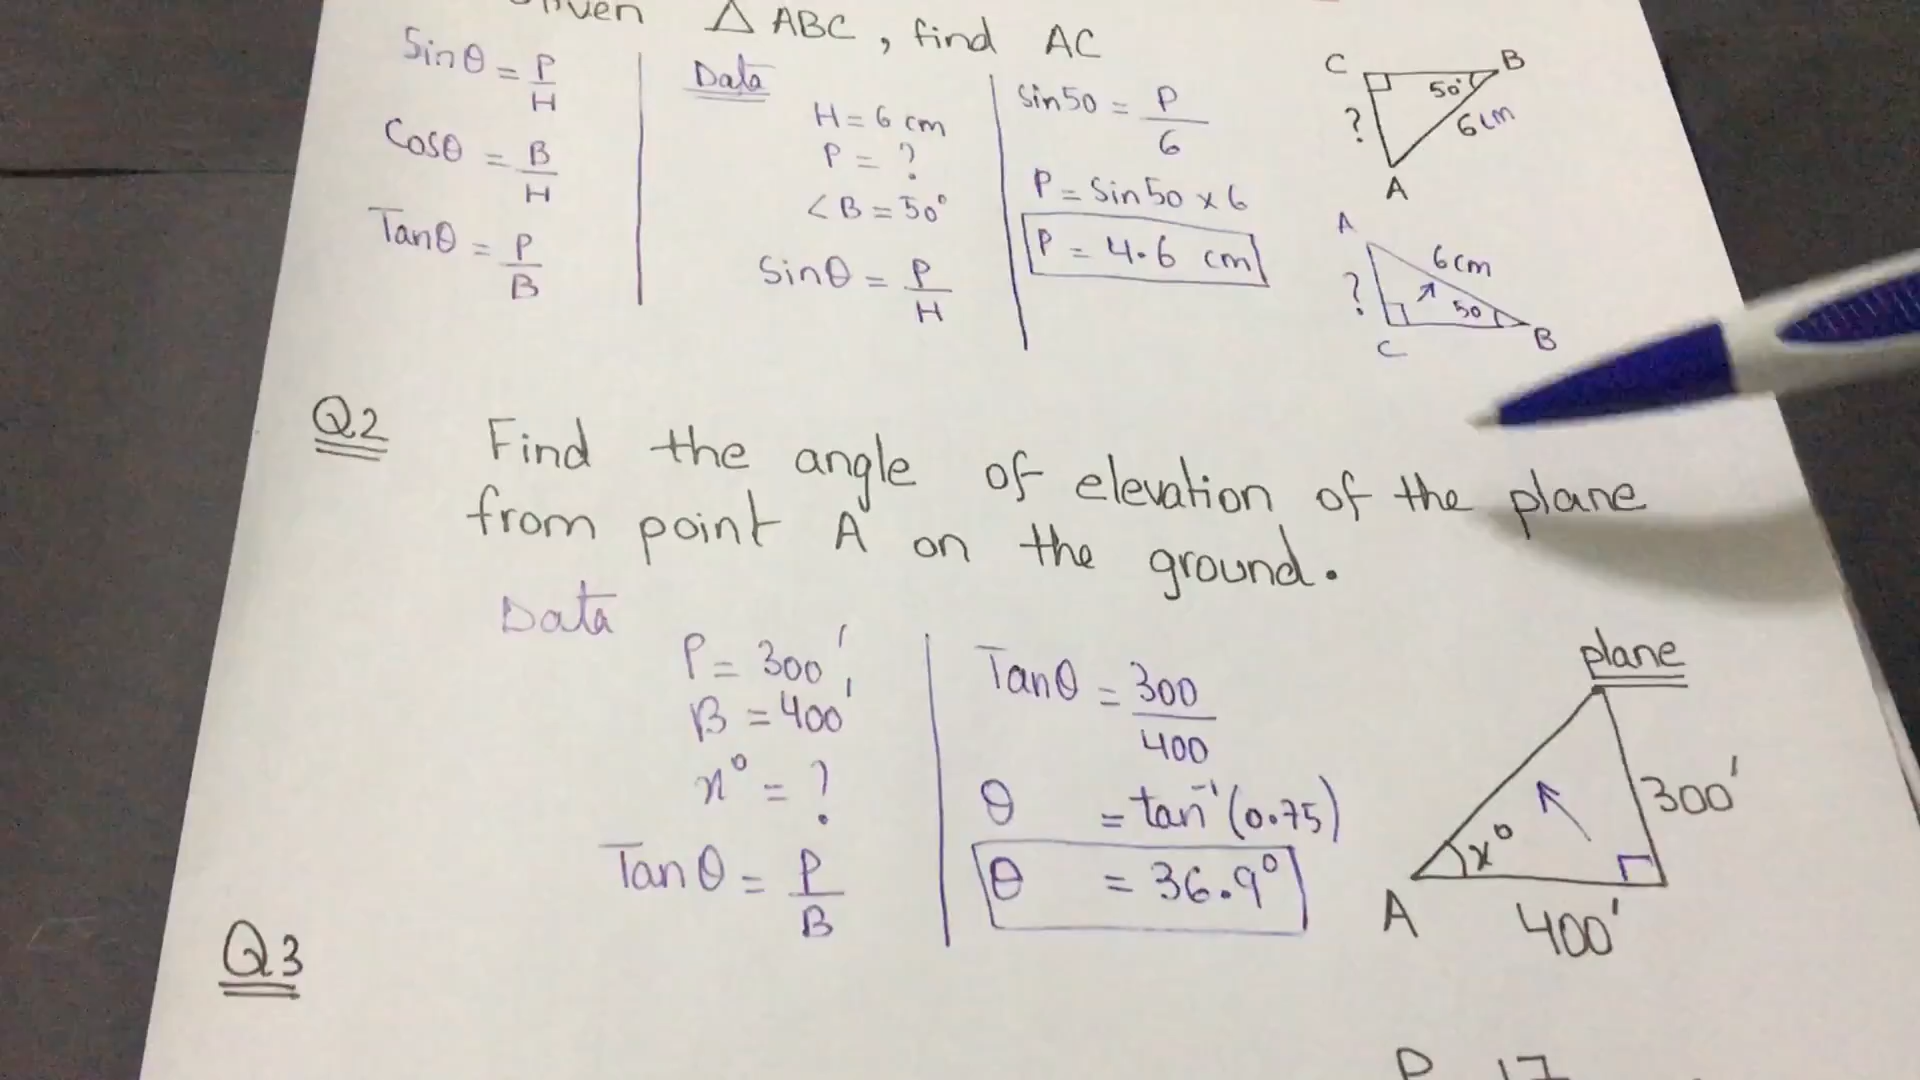 △ ABC, find AC
Sinθ = P/H
Cosθ = B/H
Tanθ = P/B
Data
H = 6 cm
P = ?
<B = 50°
Sinθ = P/H
Sin50 = P/6
P = Sin50 × 6
P = 4.6 cm
C B
50°
? 6cm
A
A
6cm
? 50
C B
Q2 Find the angle of elevation of the plane
from point A on the ground.
Data
P = 300'
B = 400'
x° = ?
Tanθ = P/B
Tanθ = 300/400
θ = tan⁻¹(0.75)
θ = 36.9°
plane
300'
x°
A 400'
Q3